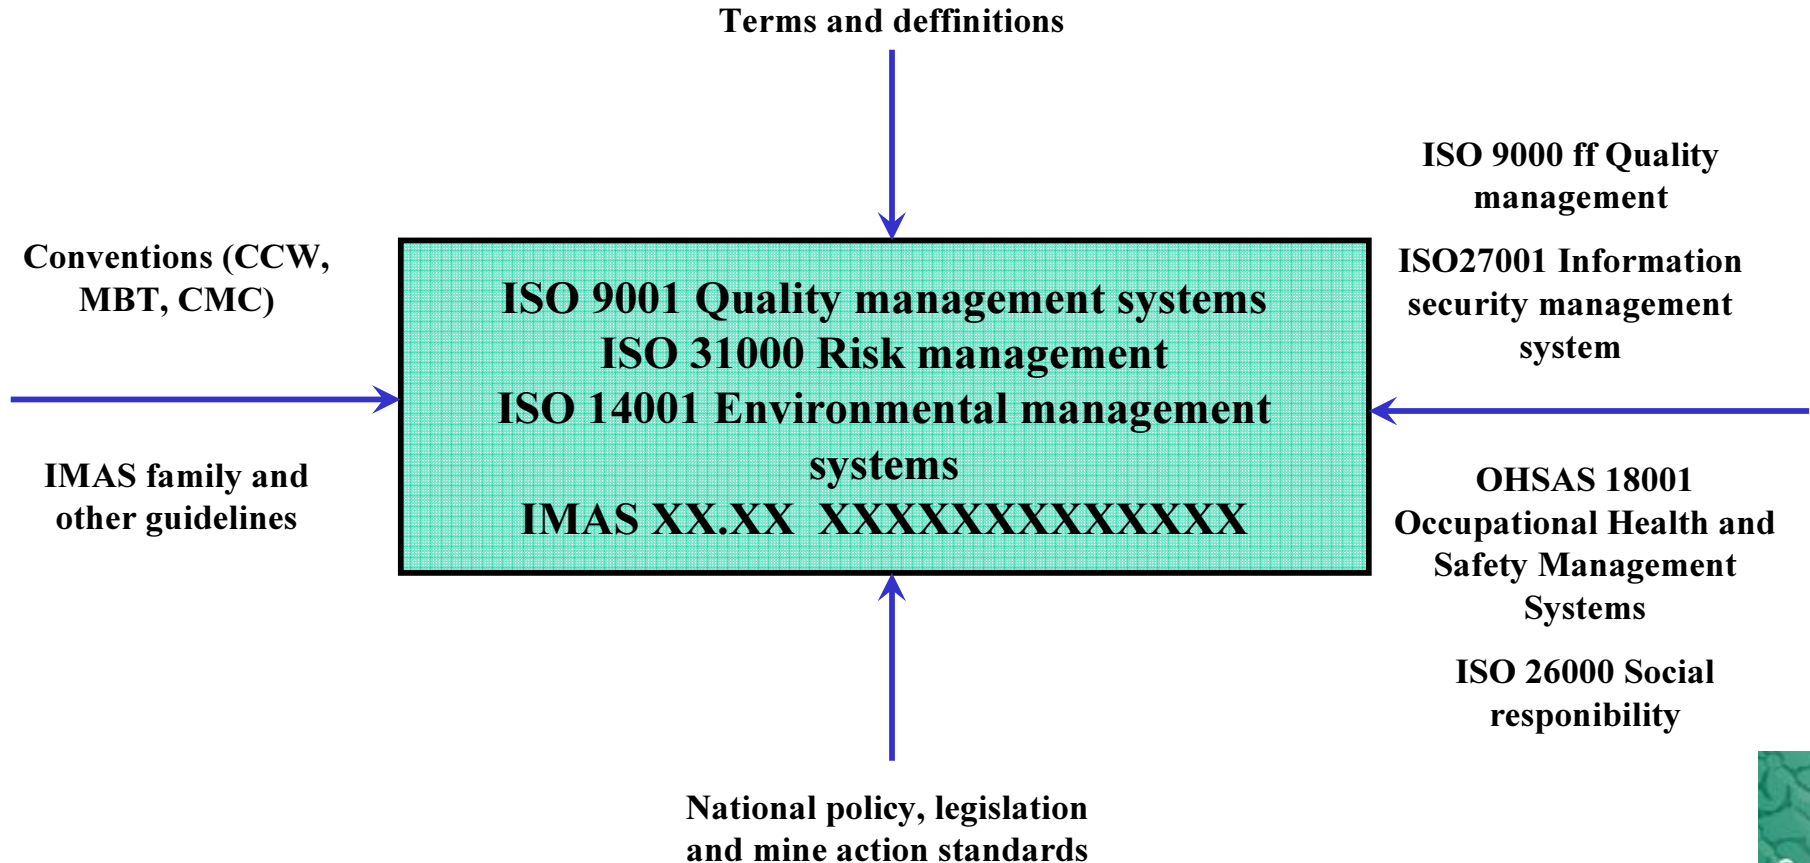 Terms and deffinitions
Conventions (CCW,
MBT, CMC)
IMAS family and
other guidelines
ISO 9001 Quality management systems
ISO 31000 Risk management
ISO 14001 Environmental management
systems
IMAS XX.XX  XXXXXXXXXXXXX
ISO 9000 ff Quality
management
ISO27001 Information
security management
system
OHSAS 18001
Occupational Health and
Safety Management
Systems
ISO 26000 Social
responibility
National policy, legislation
and mine action standards